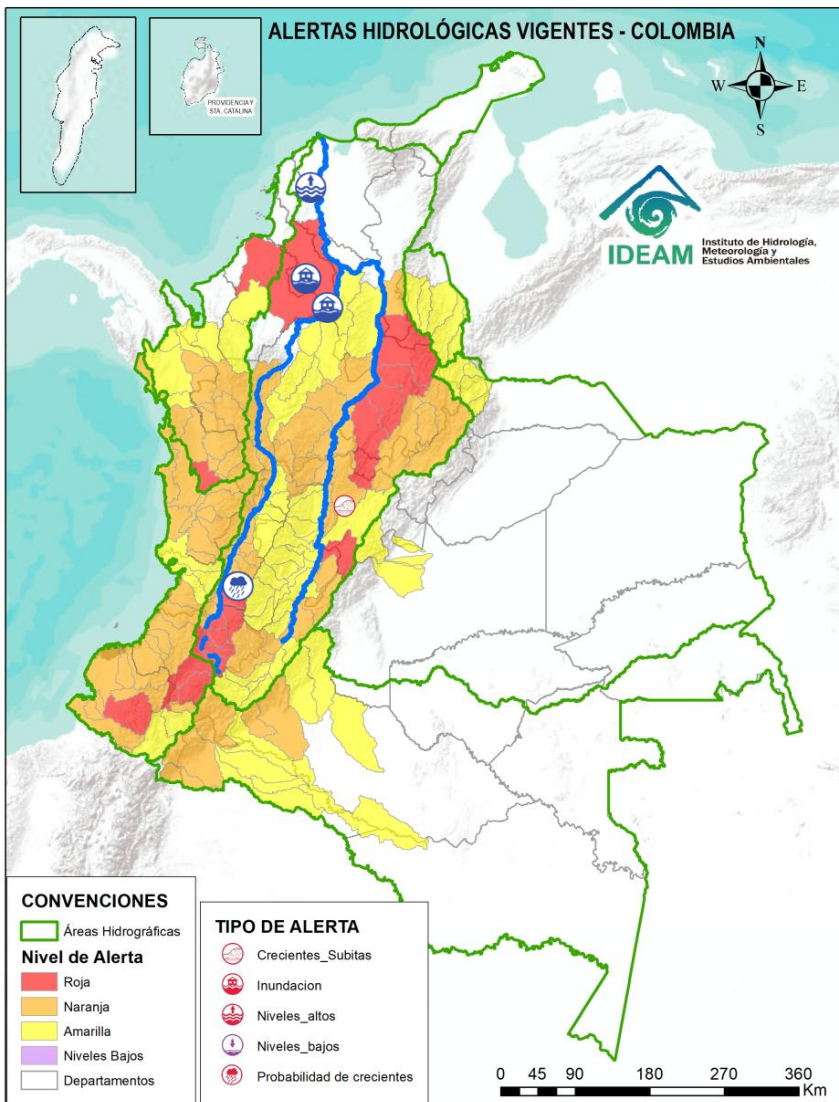 ALERTAS HIDROLÓGICAS VIGENTES - COLOMBIA
PROVIDENCIA Y
STA. CATALINA
N
W
E
S
IDEAM
Instituto de Hidrología,
Meteorología y
Estudios Ambientales
CONVENCIONES
Áreas Hidrográficas
Nivel de Alerta
Roja
Naranja
Amarilla
Niveles Bajos
Departamentos
TIPO DE ALERTA
Crecientes_Subitas
Inundacion
Niveles_altos
Niveles_bajos
Probabilidad de crecientes
0 45 90 180 270 360
Km